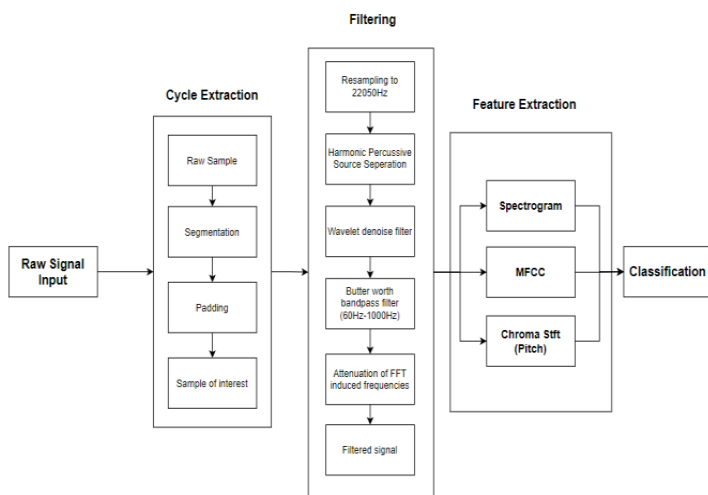 Filtering
Cycle Extraction
Feature Extraction
Raw Signal
Input
Raw Sample
Segmentation
Padding
Sample of interest
Resampling to
22050Hz
Harmonic Percussive
Source Seperation
Wavelet denoise filter
Butter worth
bandpass filter
(60Hz-1000Hz)
Attenuation of FFT
induced frequencies
Filtered signal
Spectrogram
MFCC
Chroma Stft
(Pitch)
Classification